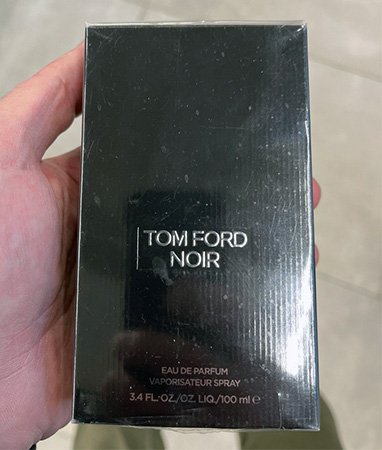 TOM FORD
NOIR
EAU DE PARFUM
VAPORISATEUR SPRAY
3.4 FL·OZ./OZ. LIQ./100 ml ℮